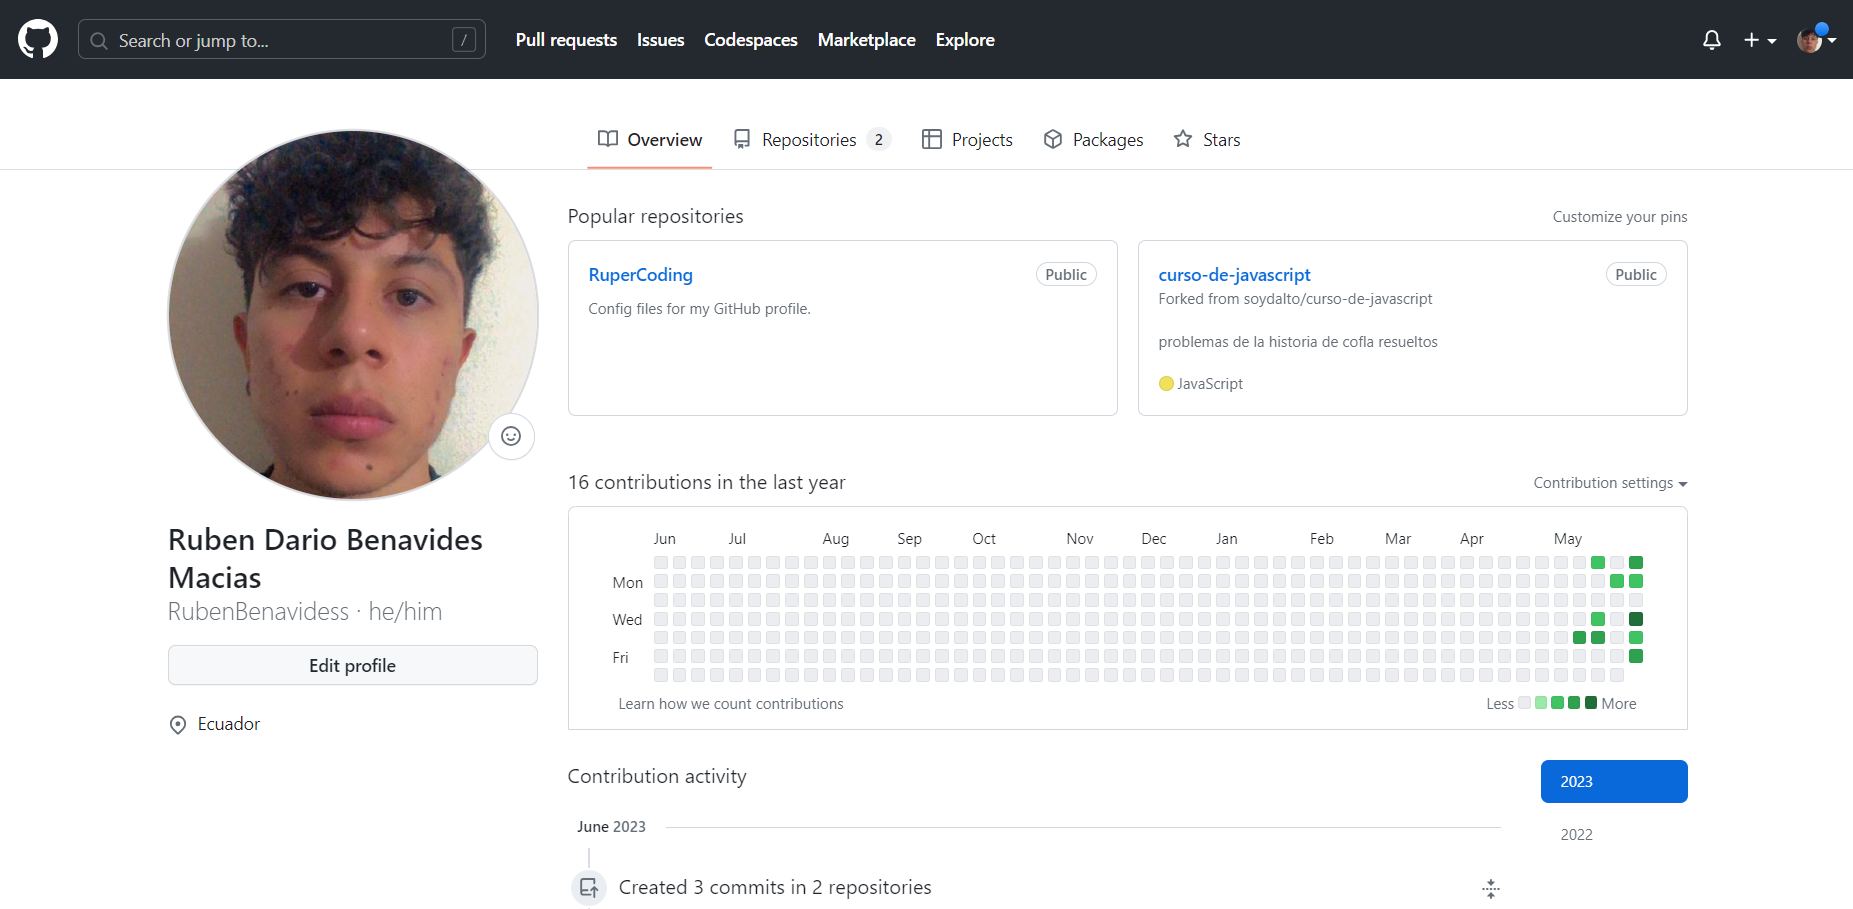 Search or jump to... /
Pull requests Issues Codespaces Marketplace Explore
Overview Repositories 2 Projects Packages Stars
Popular repositories Customize your pins
RuperCoding Public
Config files for my GitHub profile.
curso-de-javascript Public
Forked from soydalto/curso-de-javascript
problemas de la historia de cofla resueltos
JavaScript
Ruben Dario Benavides
Macias
RubenBenavidess · he/him
Edit profile
Ecuador
16 contributions in the last year Contribution settings
Jun Jul Aug Sep Oct Nov Dec Jan Feb Mar Apr May
Mon
Wed
Fri
Learn how we count contributions Less More
Contribution activity
2023
2022
June 2023
Created 3 commits in 2 repositories